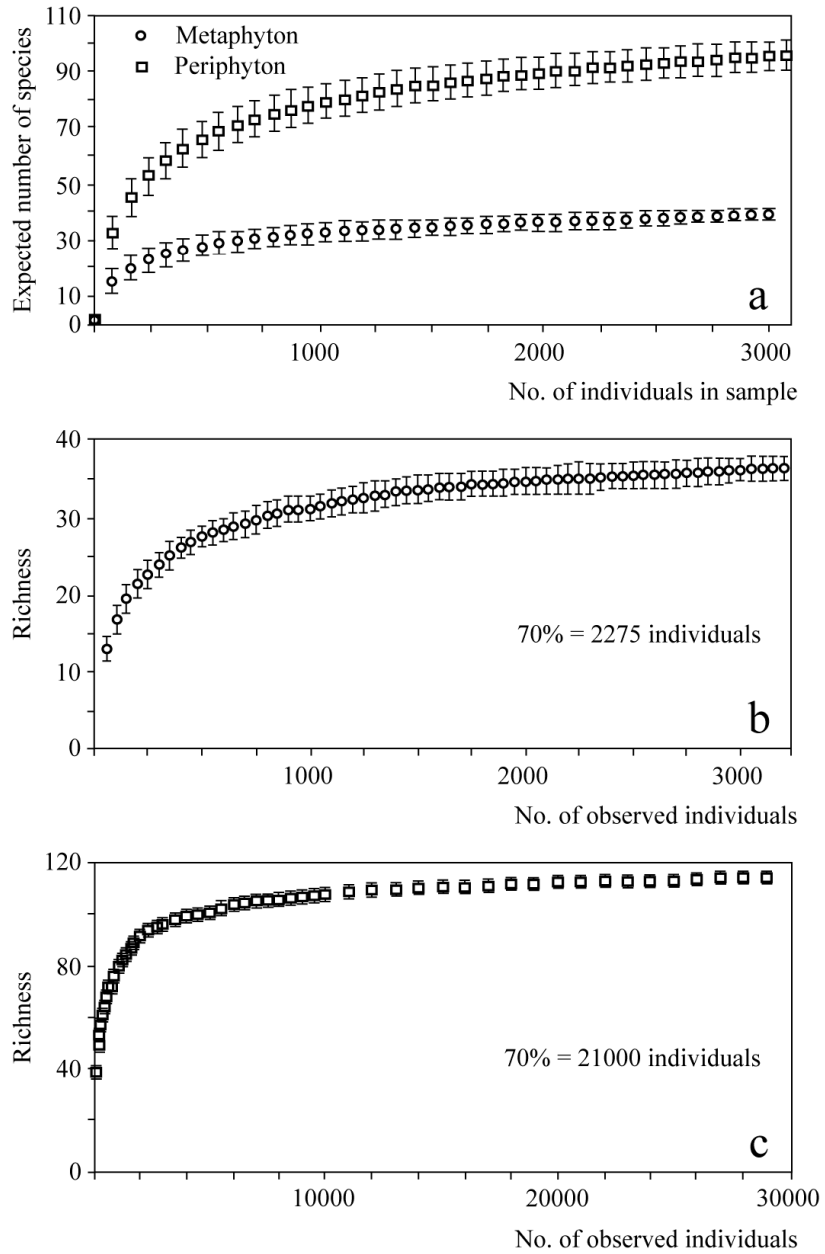 110
90
70
50
30
10
0
Expected number of species
Metaphyton
Periphyton
a
1000 2000 3000
No. of individuals in sample
40
30
20
10
0
Richness
70% = 2275 individuals
b
1000 2000 3000
No. of observed individuals
120
80
40
0
Richness
70% = 21000 individuals
c
10000 20000 30000
No. of observed individuals